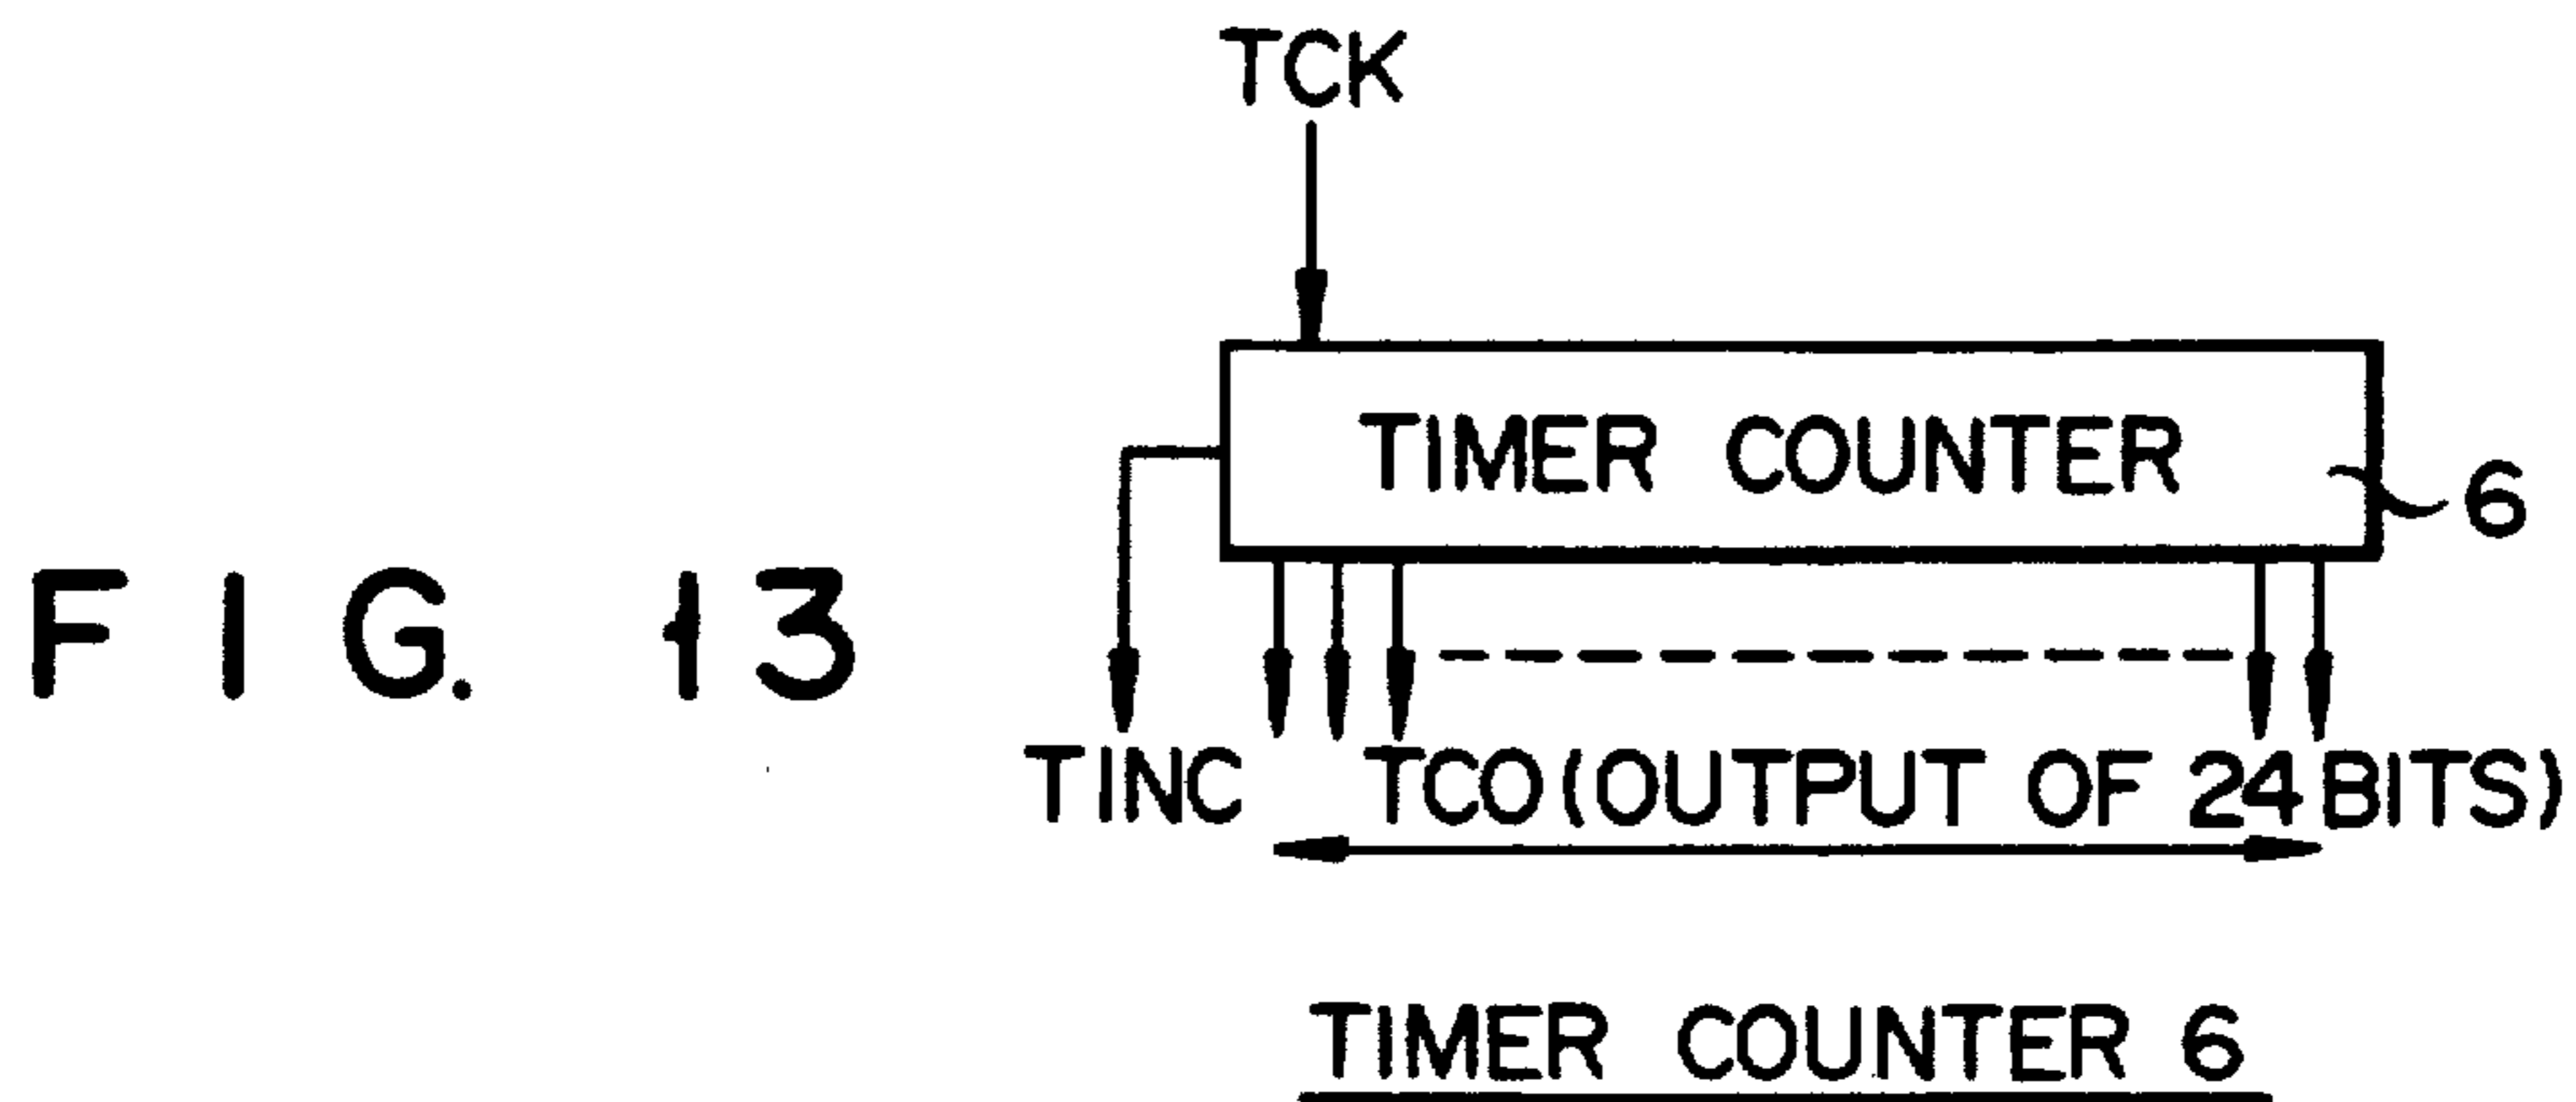 TCK
TIMER COUNTER
6
FIG. 13
TINC
TCO (OUTPUT OF 24 BITS)
TIMER COUNTER 6